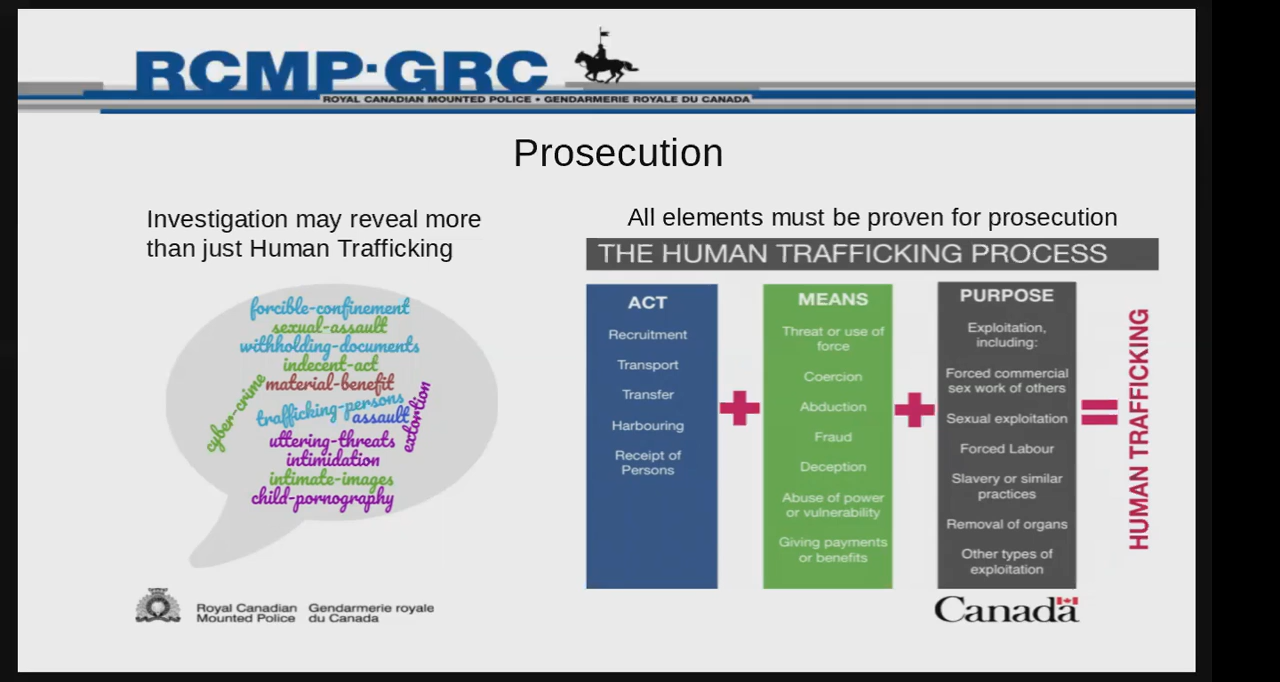 RCMP·GRC
ROYAL CANADIAN MOUNTED POLICE • GENDARMERIE ROYALE DU CANADA
Prosecution
Investigation may reveal more
than just Human Trafficking
forcible-confinement
sexual-assault
withholding-documents
indecent-act
material-benefit
cyber-crime
trafficking-persons
assault
extortion
uttering-threats
intimidation
intimate-images
child-pornography
All elements must be proven for prosecution
THE HUMAN TRAFFICKING PROCESS
ACT
Recruitment
Transport
Transfer
Harbouring
Receipt of
Persons
+
MEANS
Threat or use of
force
Coercion
Abduction
Fraud
Deception
Abuse of power
or vulnerability
Giving payments
or benefits
+
PURPOSE
Exploitation,
including:
Forced commercial
sex work of others
Sexual exploitation
Forced Labour
Slavery or similar
practices
Removal of organs
Other types of
exploitation
=
HUMAN TRAFFICKING
Royal Canadian
Mounted Police
Gendarmerie royale
du Canada
Canada